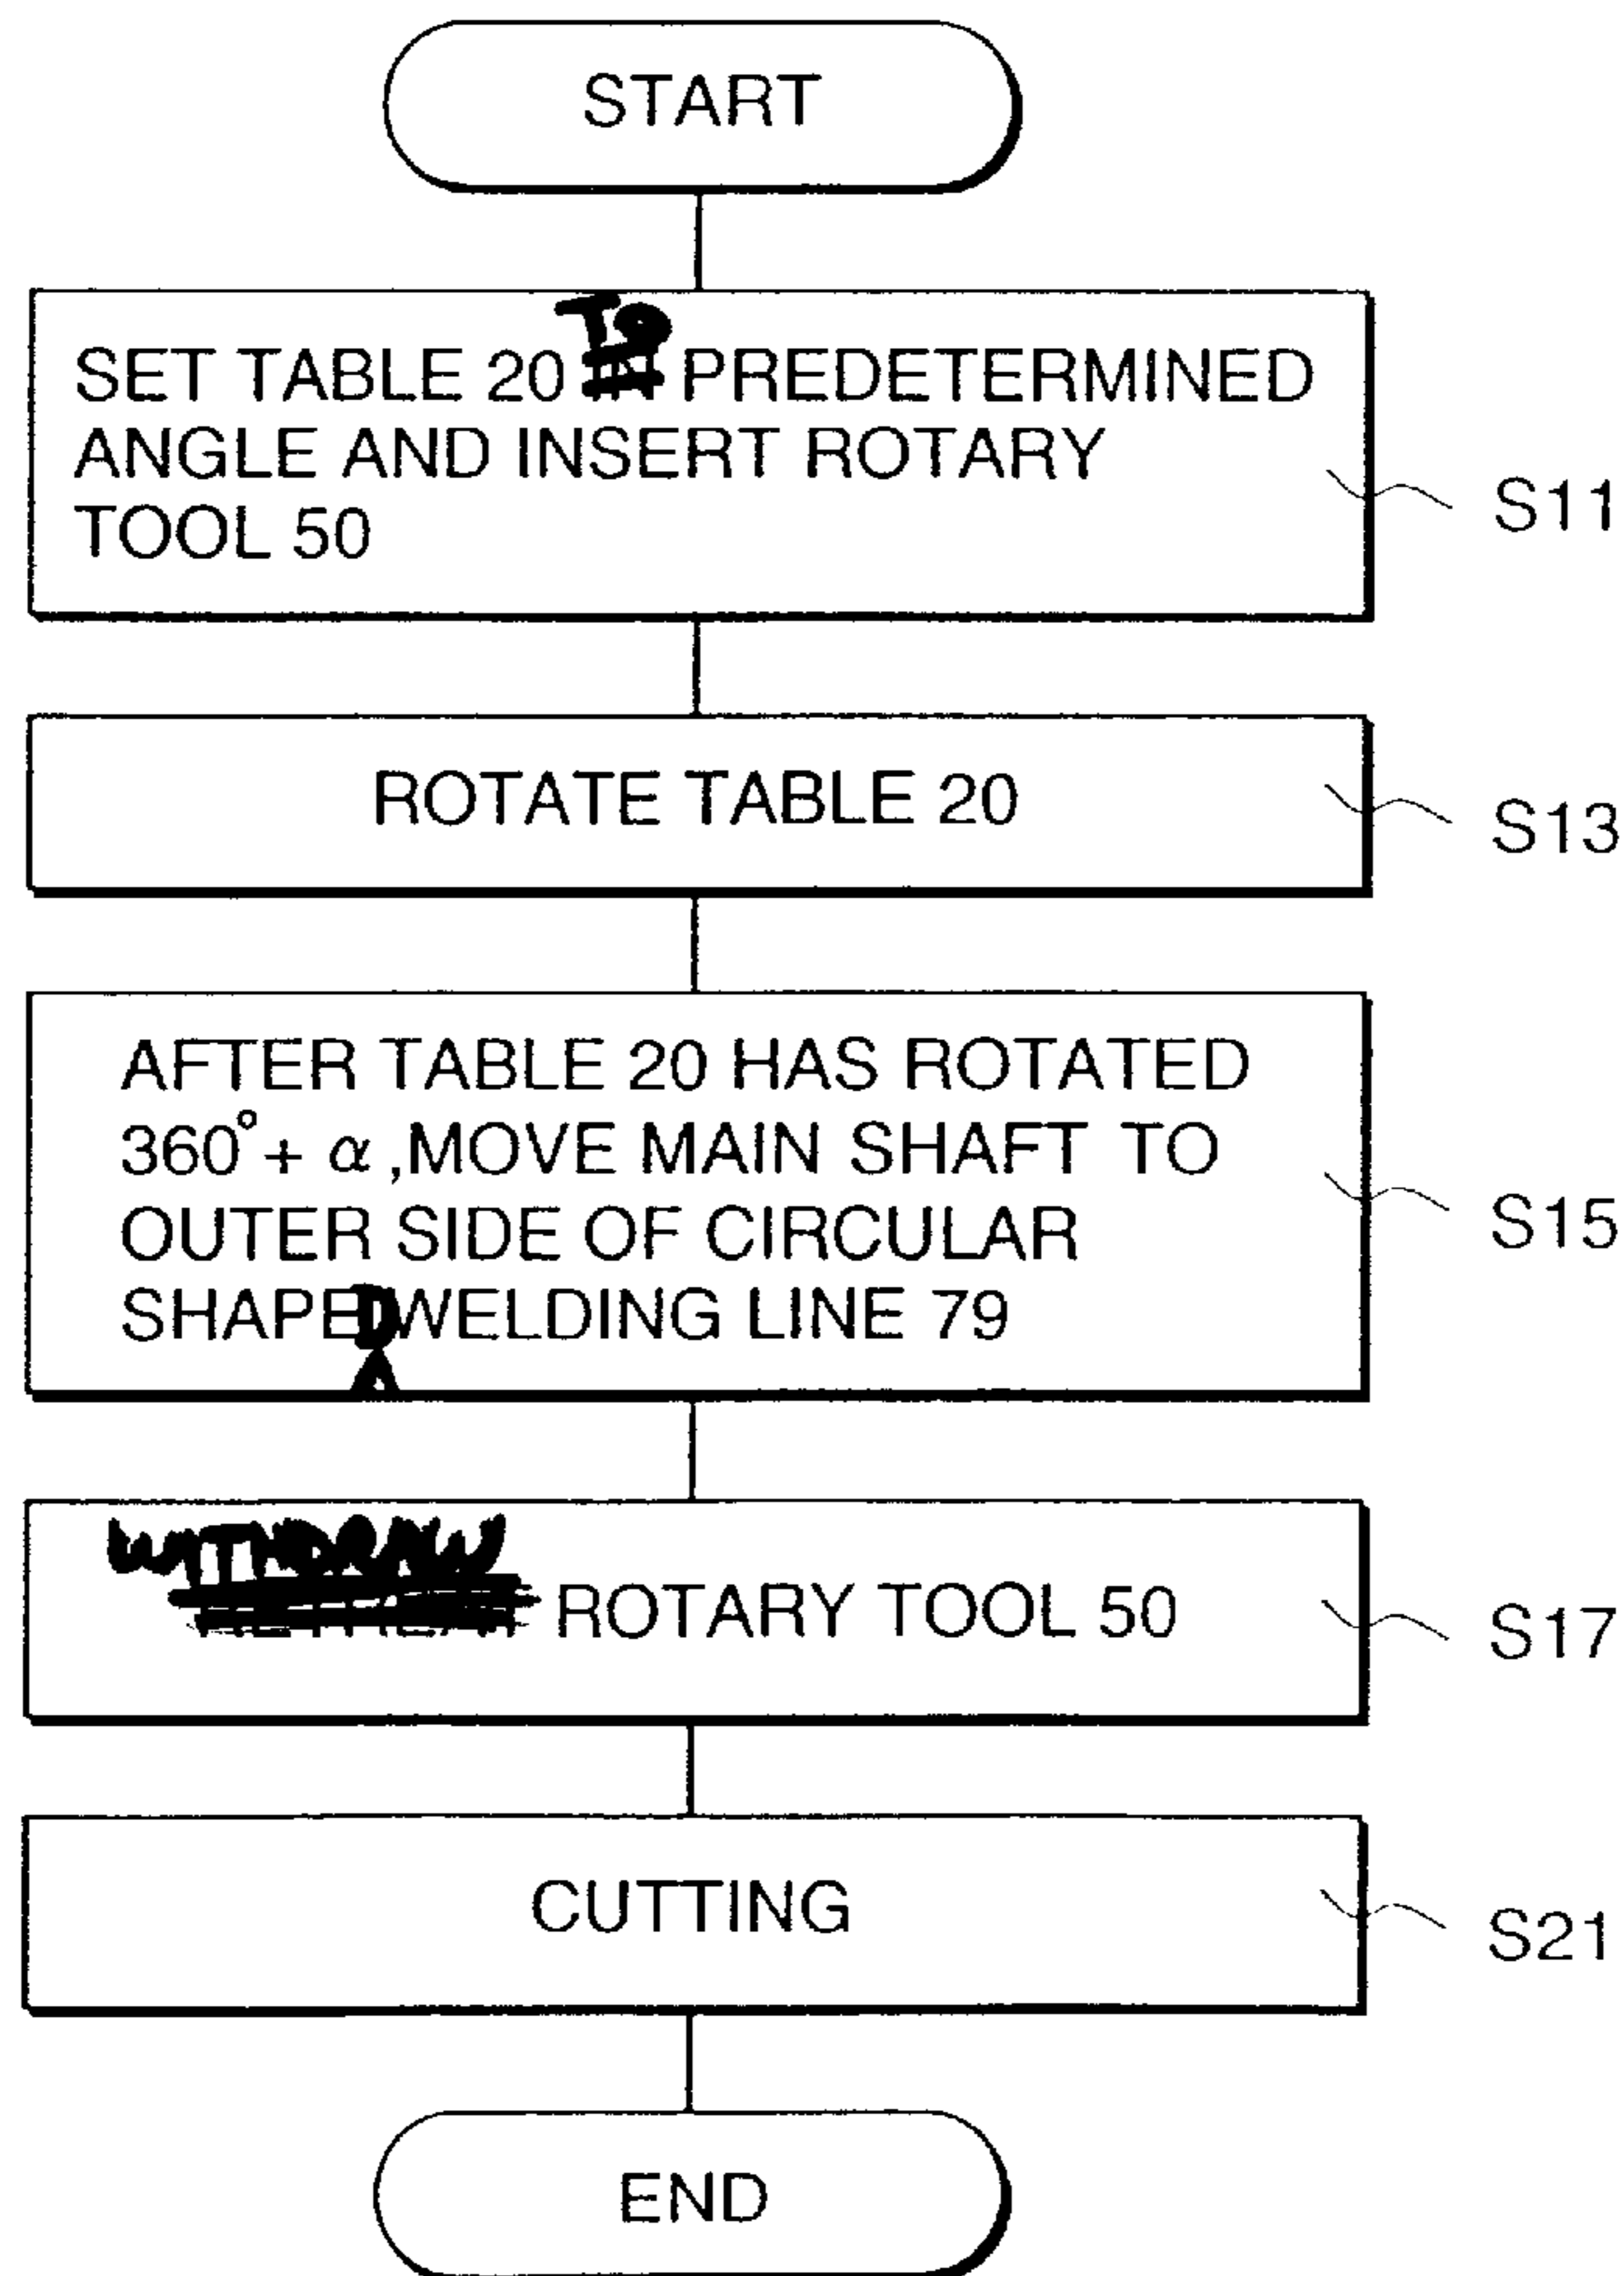 START
SET TABLE 20 TO PREDETERMINED
ANGLE AND INSERT ROTARY
TOOL 50
S11
ROTATE TABLE 20
S13
AFTER TABLE 20 HAS ROTATED
360°+ α ,MOVE MAIN SHAFT TO
OUTER SIDE OF CIRCULAR
SHAPED WELDING LINE 79
S15
WITHDRAW ROTARY TOOL 50
S17
CUTTING
S21
END